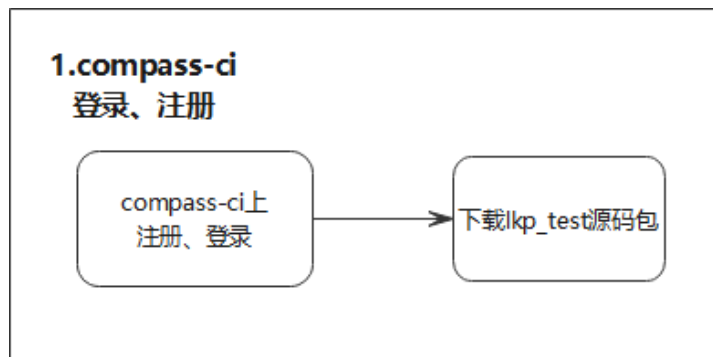 1.compass-ci
登录、注册
compass-ci上
注册、登录
下载lkp_test源码包